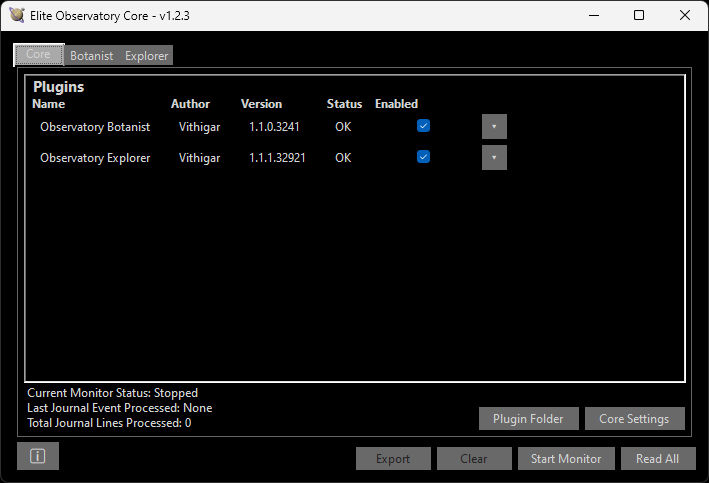 Elite Observatory Core - v1.2.3
Core Botanist Explorer
Plugins
Name Author Version Status Enabled
Observatory Botanist Vithigar 1.1.0.3241 OK
Observatory Explorer Vithigar 1.1.1.32921 OK
Current Monitor Status: Stopped
Last Journal Event Processed: None
Total Journal Lines Processed: 0
Plugin Folder Core Settings
Export Clear Start Monitor Read All